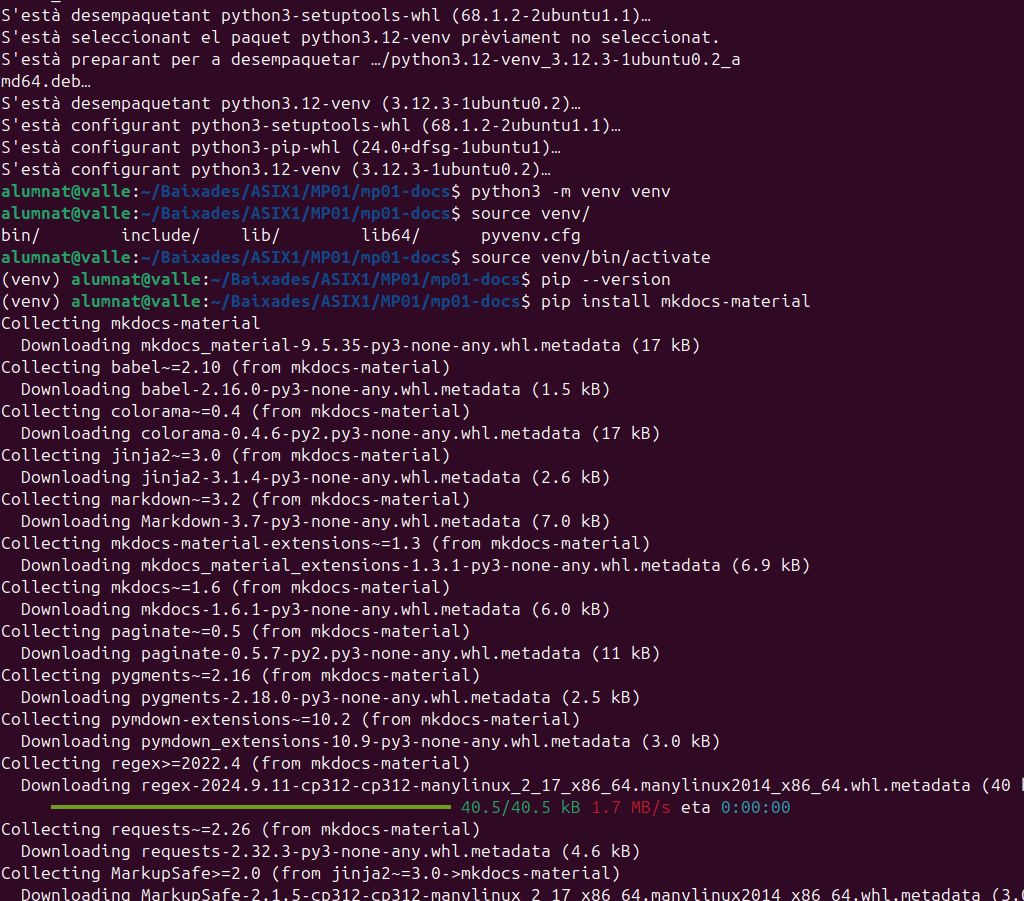 S'està desempaquetant python3-setuptools-whl (68.1.2-2ubuntu1.1)…
S'està seleccionant el paquet python3.12-venv prèviament no seleccionat.
S'està preparant per a desempaquetar …/python3.12-venv_3.12.3-1ubuntu0.2_a
md64.deb…
S'està desempaquetant python3.12-venv (3.12.3-1ubuntu0.2)…
S'està configurant python3-setuptools-whl (68.1.2-2ubuntu1.1)…
S'està configurant python3-pip-whl (24.0+dfsg-1ubuntu1)…
S'està configurant python3.12-venv (3.12.3-1ubuntu0.2)…
alumnat@valle:~/Baixades/ASIX1/MP01/mp01-docs$ python3 -m venv venv
alumnat@valle:~/Baixades/ASIX1/MP01/mp01-docs$ source venv/
bin/        include/    lib/        lib64/      pyvenv.cfg
alumnat@valle:~/Baixades/ASIX1/MP01/mp01-docs$ source venv/bin/activate
(venv) alumnat@valle:~/Baixades/ASIX1/MP01/mp01-docs$ pip --version
(venv) alumnat@valle:~/Baixades/ASIX1/MP01/mp01-docs$ pip install mkdocs-material
Collecting mkdocs-material
  Downloading mkdocs_material-9.5.35-py3-none-any.whl.metadata (17 kB)
Collecting babel~=2.10 (from mkdocs-material)
  Downloading babel-2.16.0-py3-none-any.whl.metadata (1.5 kB)
Collecting colorama~=0.4 (from mkdocs-material)
  Downloading colorama-0.4.6-py2.py3-none-any.whl.metadata (17 kB)
Collecting jinja2~=3.0 (from mkdocs-material)
  Downloading jinja2-3.1.4-py3-none-any.whl.metadata (2.6 kB)
Collecting markdown~=3.2 (from mkdocs-material)
  Downloading Markdown-3.7-py3-none-any.whl.metadata (7.0 kB)
Collecting mkdocs-material-extensions~=1.3 (from mkdocs-material)
  Downloading mkdocs_material_extensions-1.3.1-py3-none-any.whl.metadata (6.9 kB)
Collecting mkdocs~=1.6 (from mkdocs-material)
  Downloading mkdocs-1.6.1-py3-none-any.whl.metadata (6.0 kB)
Collecting paginate~=0.5 (from mkdocs-material)
  Downloading paginate-0.5.7-py2.py3-none-any.whl.metadata (11 kB)
Collecting pygments~=2.16 (from mkdocs-material)
  Downloading pygments-2.18.0-py3-none-any.whl.metadata (2.5 kB)
Collecting pymdown-extensions~=10.2 (from mkdocs-material)
  Downloading pymdown_extensions-10.9-py3-none-any.whl.metadata (3.0 kB)
Collecting regex>=2022.4 (from mkdocs-material)
  Downloading regex-2024.9.11-cp312-cp312-manylinux_2_17_x86_64.manylinux2014_x86_64.whl.metadata (40
40.5/40.5 kB 1.7 MB/s eta 0:00:00
Collecting requests~=2.26 (from mkdocs-material)
  Downloading requests-2.32.3-py3-none-any.whl.metadata (4.6 kB)
Collecting MarkupSafe>=2.0 (from jinja2~=3.0->mkdocs-material)
  Downloading MarkupSafe-2.1.5-cp312-cp312-manylinux_2_17_x86_64.manylinux2014_x86_64.whl.metadata (3.0